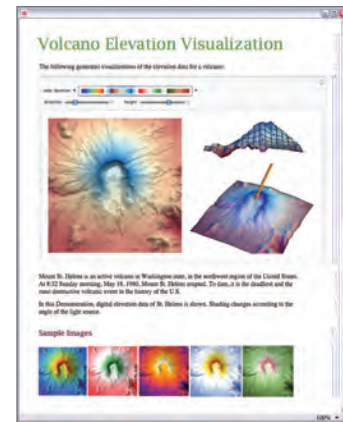 Volcano Elevation Visualization
The following generates visualizations of the elevation data for a volcano:
color function
direction height
Mount St. Helens is an active volcano in Washington state, in the northwest region of the United States.
At 8:32 Sunday morning, May 18, 1980, Mount St. Helens erupted. To date, it is the deadliest and the
most destructive volcanic event in the history of the U.S.
In this Demonstration, digital elevation data of St. Helens is shown. Shading changes according to the
angle of the light source.
Sample Images
100%